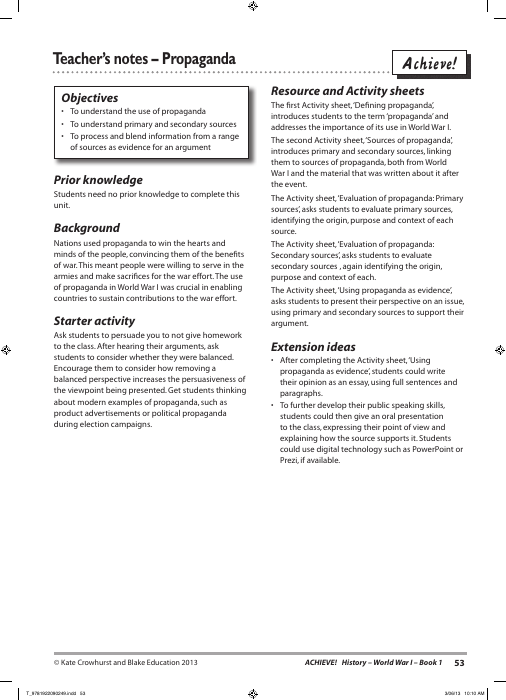 Teacher's notes – Propaganda
Achieve!
Objectives
• To understand the use of propaganda
• To understand primary and secondary sources
• To process and blend information from a range
of sources as evidence for an argument
Prior knowledge
Students need no prior knowledge to complete this
unit.
Background
Nations used propaganda to win the hearts and
minds of the people, convincing them of the benefits
of war. This meant people were willing to serve in the
armies and make sacrifices for the war effort. The use
of propaganda in World War I was crucial in enabling
countries to sustain contributions to the war effort.
Starter activity
Ask students to persuade you to not give homework
to the class. After hearing their arguments, ask
students to consider whether they were balanced.
Encourage them to consider how removing a
balanced perspective increases the persuasiveness of
the viewpoint being presented. Get students thinking
about modern examples of propaganda, such as
product advertisements or political propaganda
during election campaigns.
Resource and Activity sheets
The first Activity sheet, 'Defining propaganda',
introduces students to the term 'propaganda' and
addresses the importance of its use in World War I.
The second Activity sheet, 'Sources of propaganda',
introduces primary and secondary sources, linking
them to sources of propaganda, both from World
War I and the material that was written about it after
the event.
The Activity sheet, 'Evaluation of propaganda: Primary
sources', asks students to evaluate primary sources,
identifying the origin, purpose and context of each
source.
The Activity sheet, 'Evaluation of propaganda:
Secondary sources', asks students to evaluate
secondary sources , again identifying the origin,
purpose and context of each.
The Activity sheet, 'Using propaganda as evidence',
asks students to present their perspective on an issue,
using primary and secondary sources to support their
argument.
Extension ideas
• After completing the Activity sheet, 'Using
propaganda as evidence', students could write
their opinion as an essay, using full sentences and
paragraphs.
• To further develop their public speaking skills,
students could then give an oral presentation
to the class, expressing their point of view and
explaining how the source supports it. Students
could use digital technology such as PowerPoint or
Prezi, if available.
© Kate Crowhurst and Blake Education 2013
ACHIEVE! History – World War I – Book 1 53
T_9781922090249.indd 53
3/06/13 10:10 AM